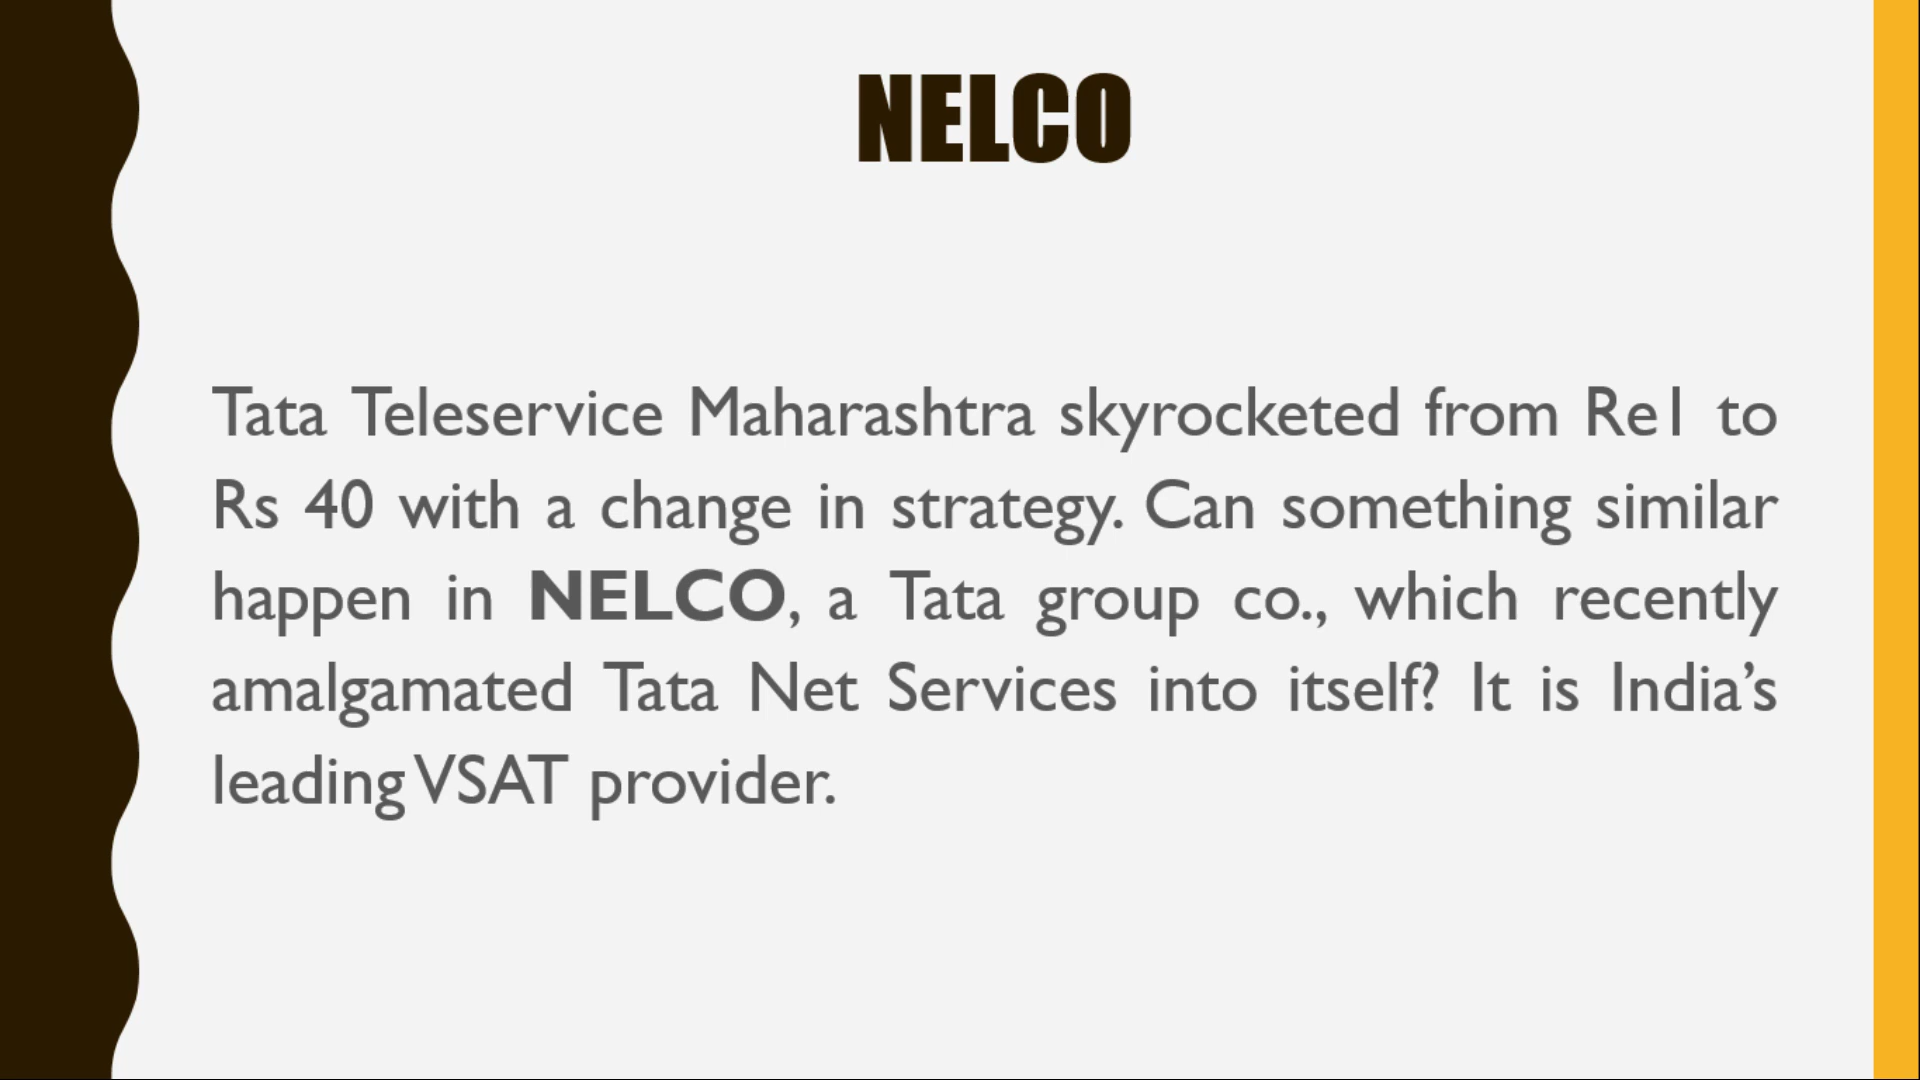 NELCO
Tata Teleservice Maharashtra skyrocketed from Re1 to
Rs 40 with a change in strategy. Can something similar
happen in NELCO, a Tata group co., which recently
amalgamated Tata Net Services into itself? It is India’s
leading VSAT provider.